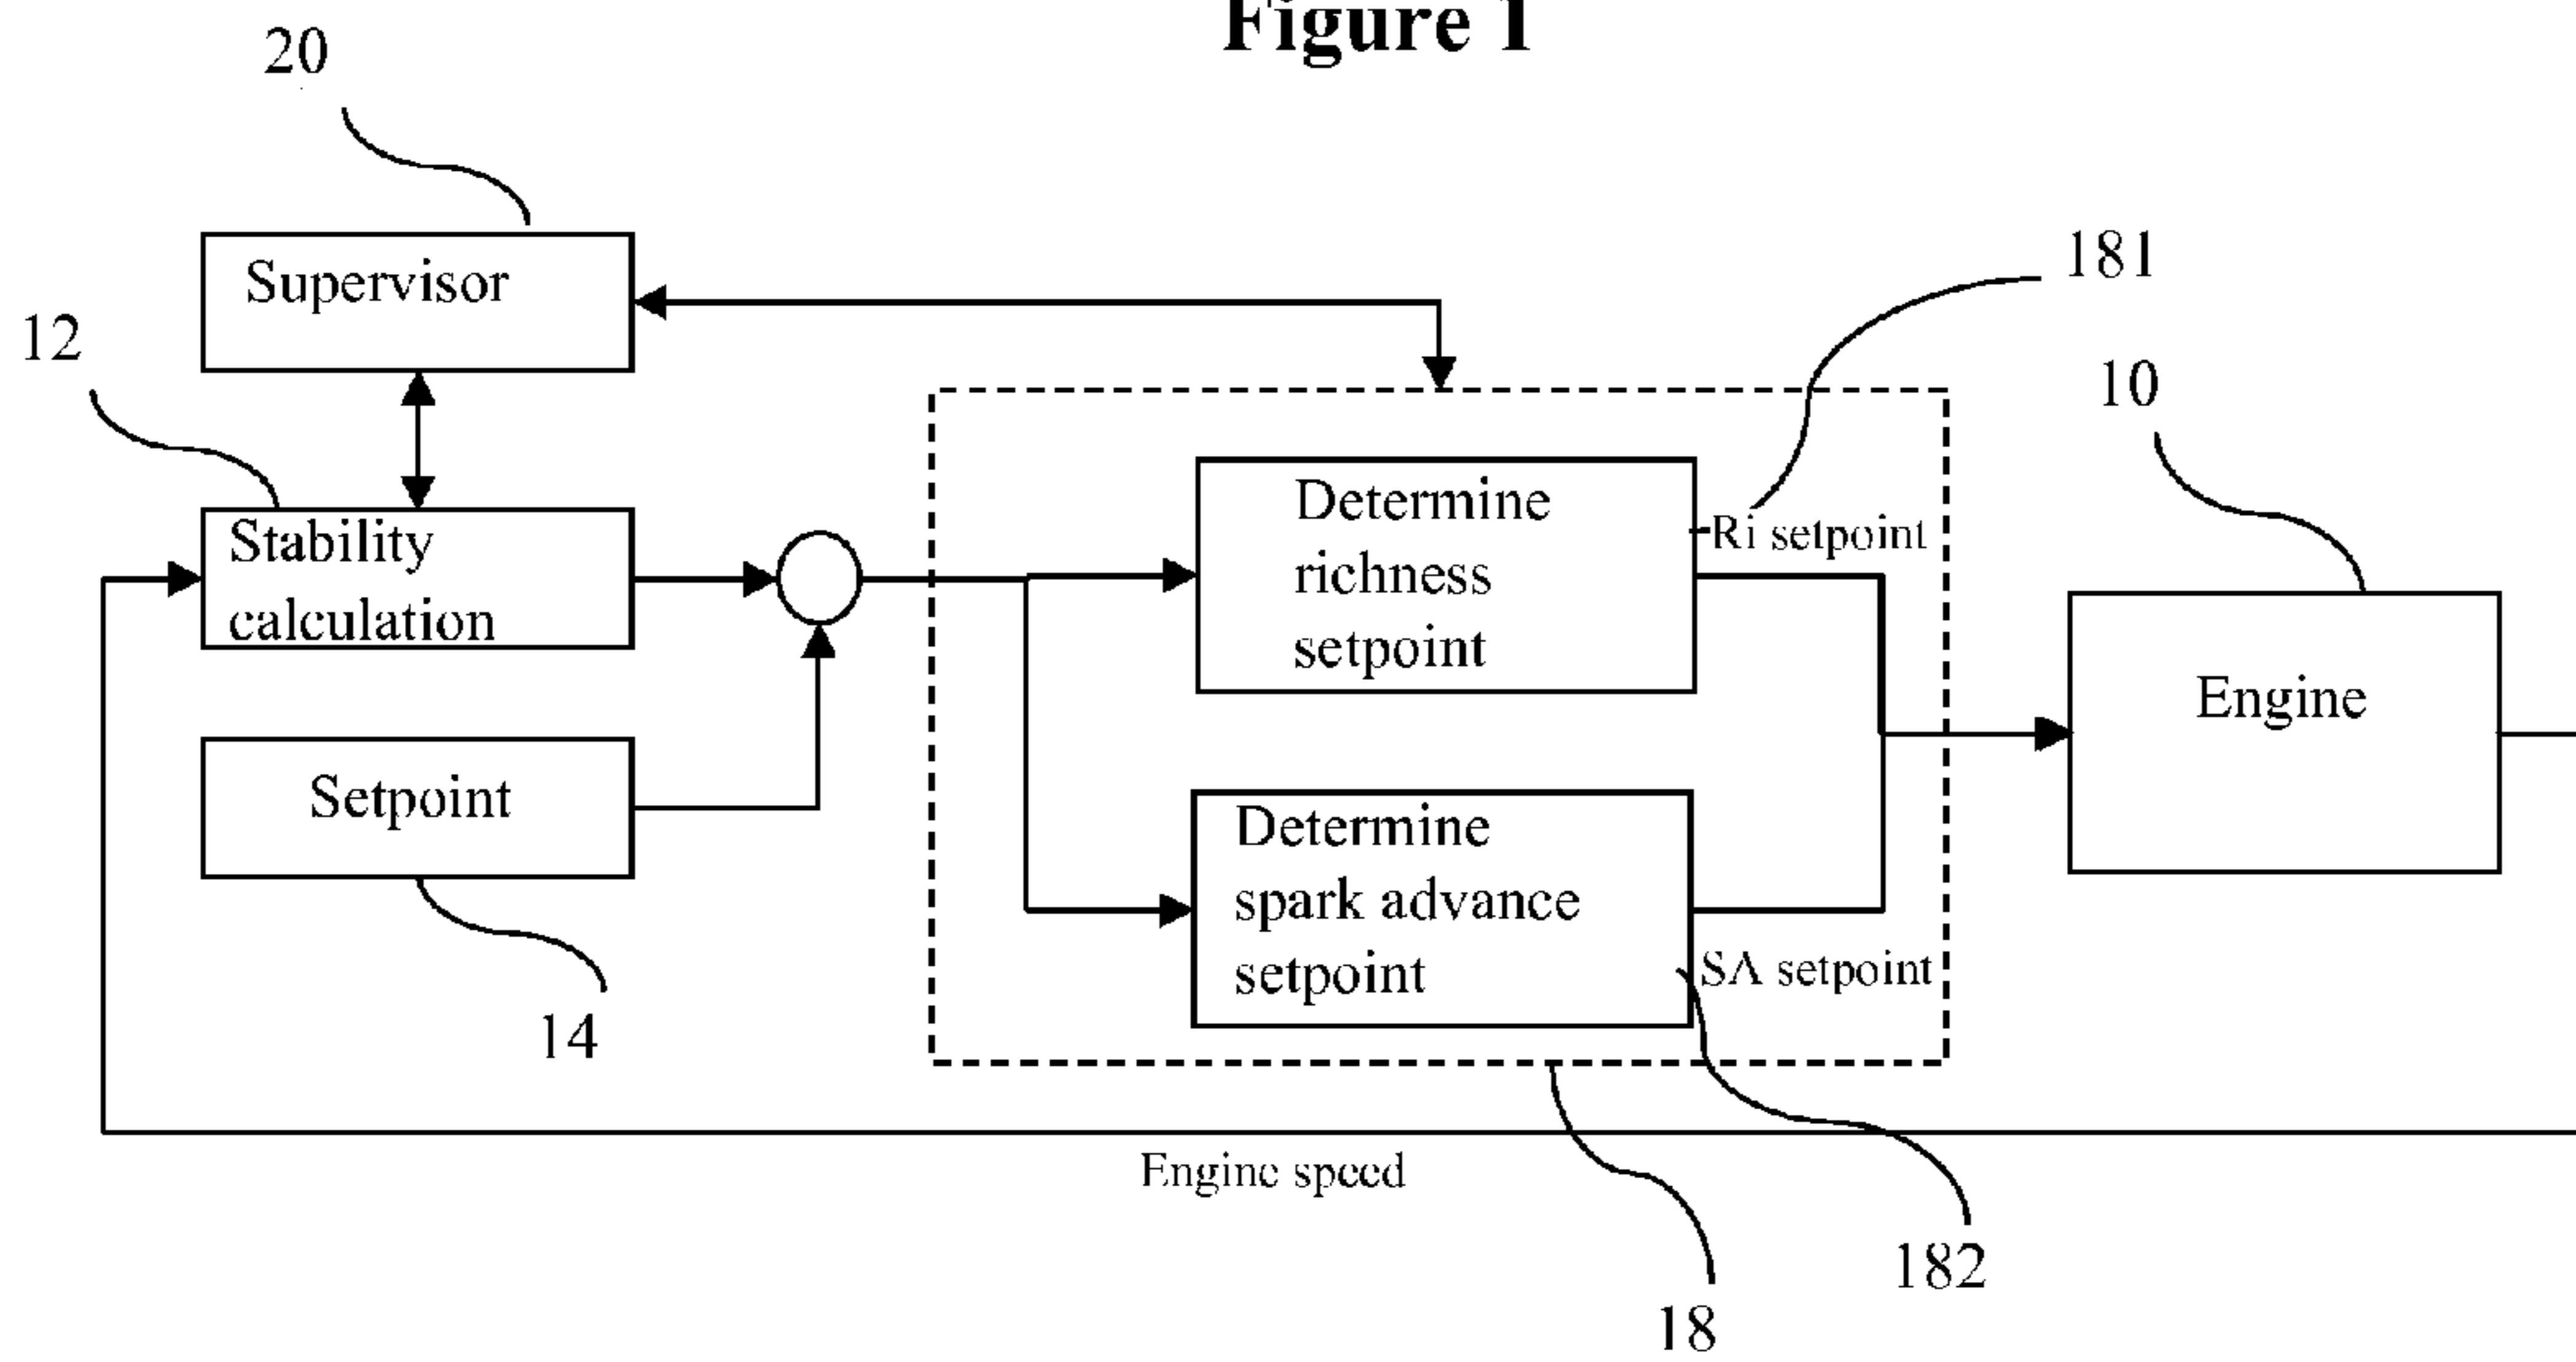 Figure 1
20
Supervisor
181
12
10
Determine
richness
setpoint
Ri setpoint
Stability
calculation
Engine
Setpoint
Determine
spark advance
setpoint
SA setpoint
14
Engine speed
182
18